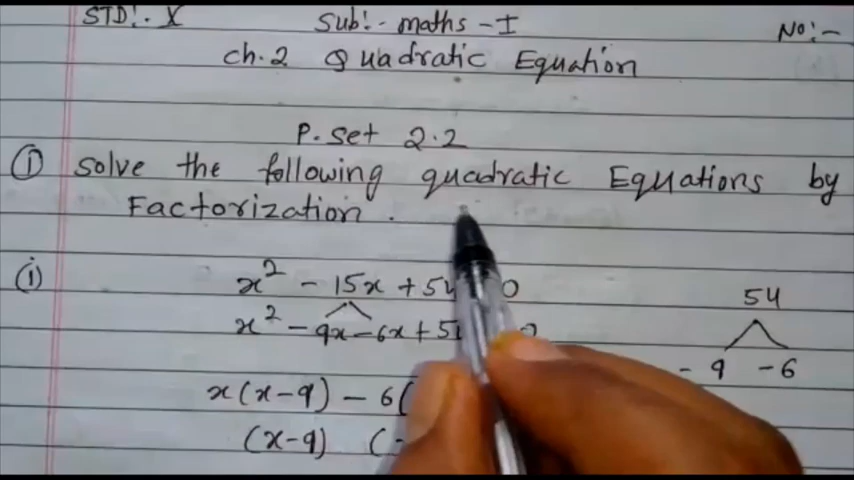 STD:- X Sub:- maths - I No:-
Ch.2 Quadratic Equation
P. Set 2.2
① Solve the following quadratic Equations by
Factorization.
(i) x² - 15x + 54 0
54
x² - 9x - 6x + 5
- 9 - 6
x(x-9) - 6(
(x-9) (